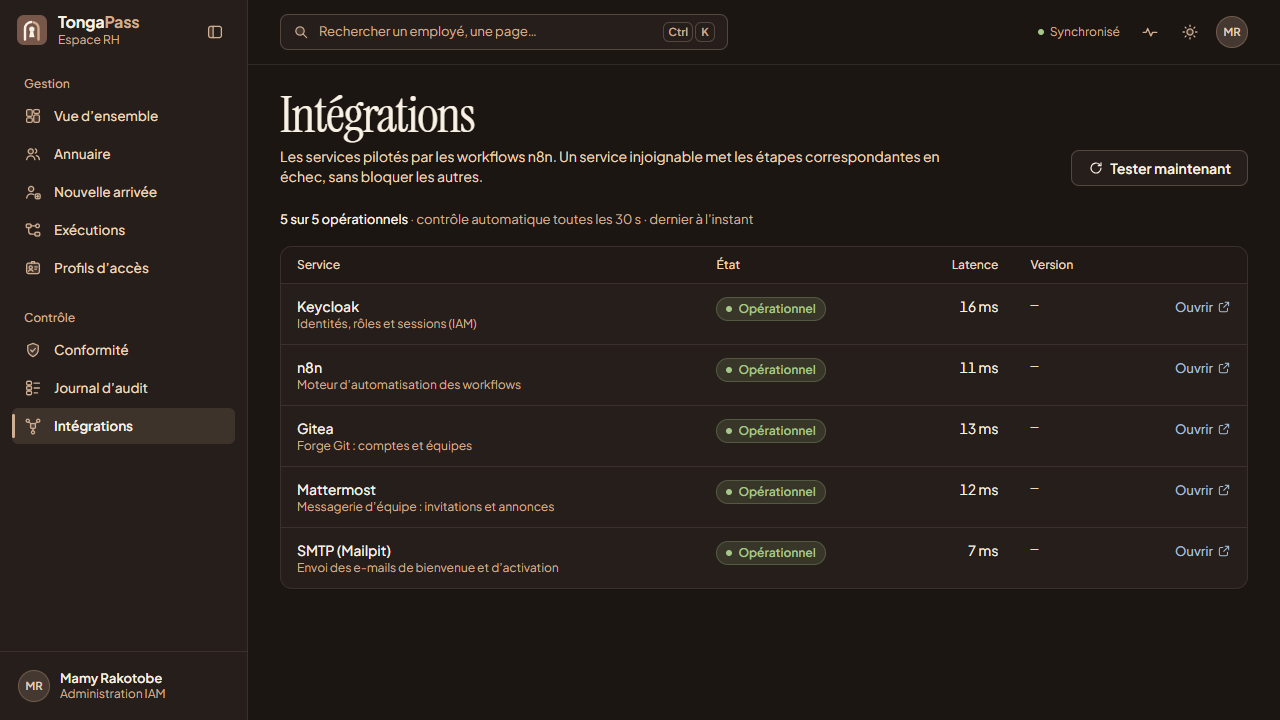 TongaPass
Espace RH
Rechercher un employé, une page…
Ctrl K
Synchronisé
MR
Gestion
Vue d’ensemble
Annuaire
Nouvelle arrivée
Exécutions
Profils d’accès
Contrôle
Conformité
Journal d’audit
Intégrations
Mamy Rakotobe
MR
Administration IAM
Intégrations
Les services pilotés par les workflows n8n. Un service injoignable met les étapes correspondantes en
échec, sans bloquer les autres.
Tester maintenant
5 sur 5 opérationnels · contrôle automatique toutes les 30 s · dernier à l’instant
Service État Latence Version
Keycloak Opérationnel 16 ms – Ouvrir
Identités, rôles et sessions (IAM)
n8n Opérationnel 11 ms – Ouvrir
Moteur d’automatisation des workflows
Gitea Opérationnel 13 ms – Ouvrir
Forge Git : comptes et équipes
Mattermost Opérationnel 12 ms – Ouvrir
Messagerie d’équipe : invitations et annonces
SMTP (Mailpit) Opérationnel 7 ms – Ouvrir
Envoi des e-mails de bienvenue et d’activation